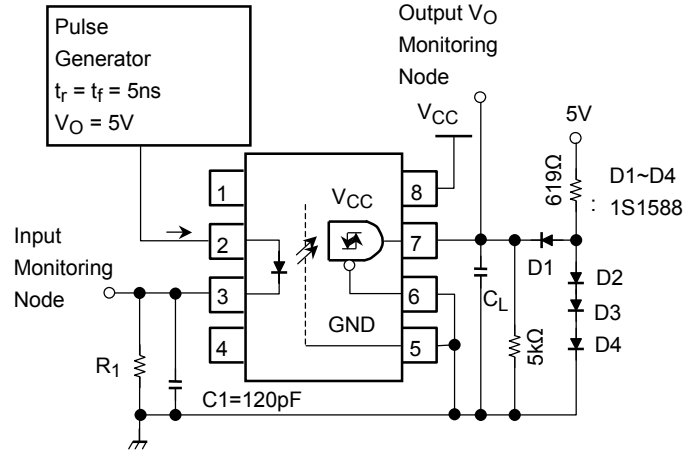 Pulse
Generator
tr = tf = 5ns
VO = 5V
Output VO
Monitoring
Node
VCC
5V
619Ω
D1~D4
: 1S1588
1
2
3
4
VCC
GND
8
7
6
5
Input
Monitoring
Node
R1
C1=120pF
CL
5kΩ
D1
D2
D3
D4